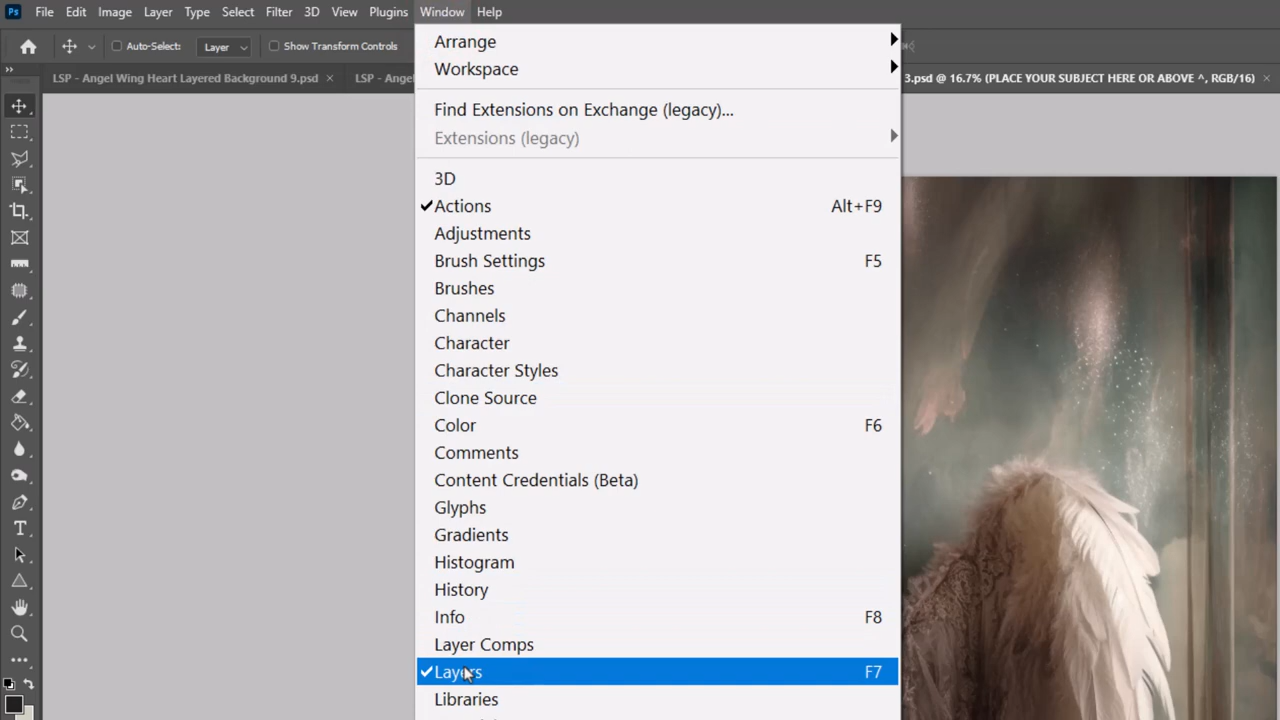 Ps File Edit Image Layer Type Select Filter 3D View Plugins Window Help
Auto-Select: Layer Show Transform Controls
LSP - Angel Wing Heart Layered Background 9.psd × LSP - Angel 3.psd @ 16.7% (PLACE YOUR SUBJECT HERE OR ABOVE ^, RGB/16) ×
Arrange
Workspace
Find Extensions on Exchange (legacy)...
Extensions (legacy)
3D
Actions Alt+F9
Adjustments
Brush Settings F5
Brushes
Channels
Character
Character Styles
Clone Source
Color F6
Comments
Content Credentials (Beta)
Glyphs
Gradients
Histogram
History
Info F8
Layer Comps
Layers F7
Libraries